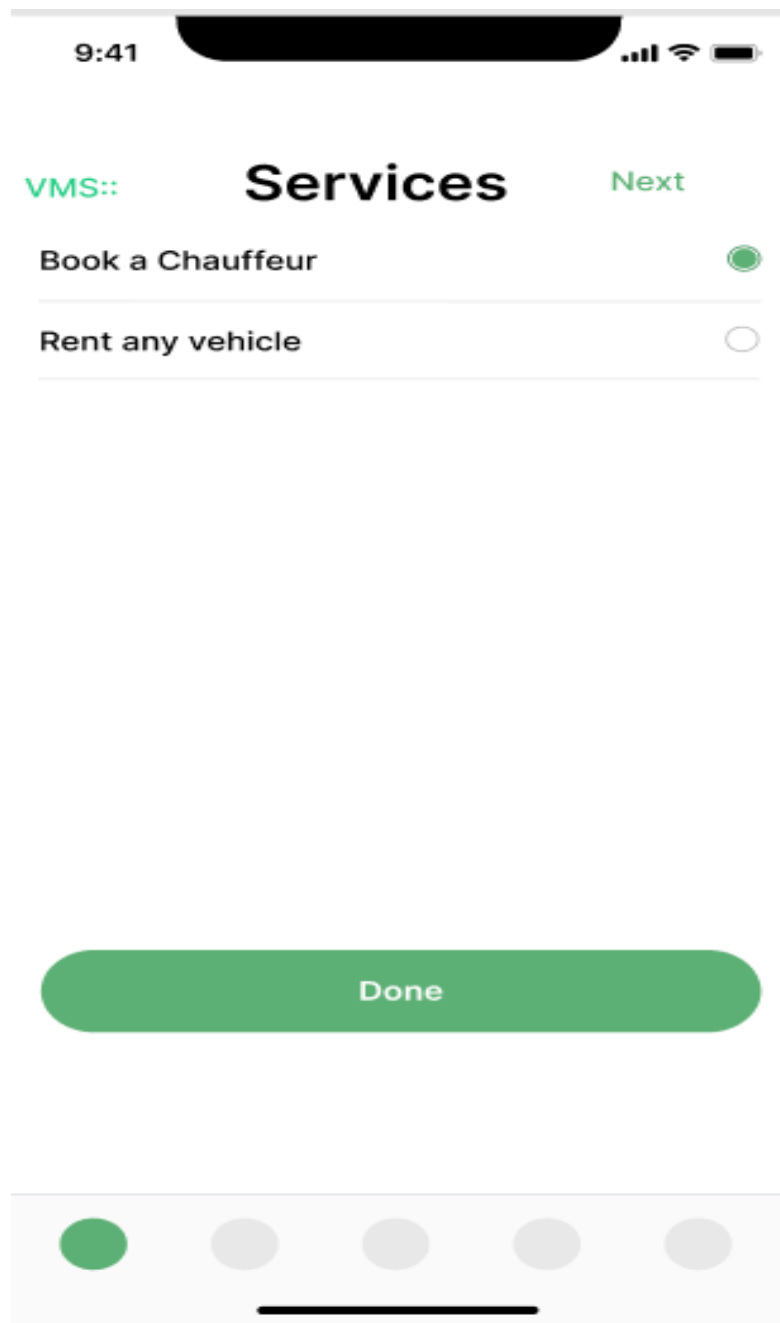 9:41
VMS::
Services
Next
Book a Chauffeur
Rent any vehicle
Done